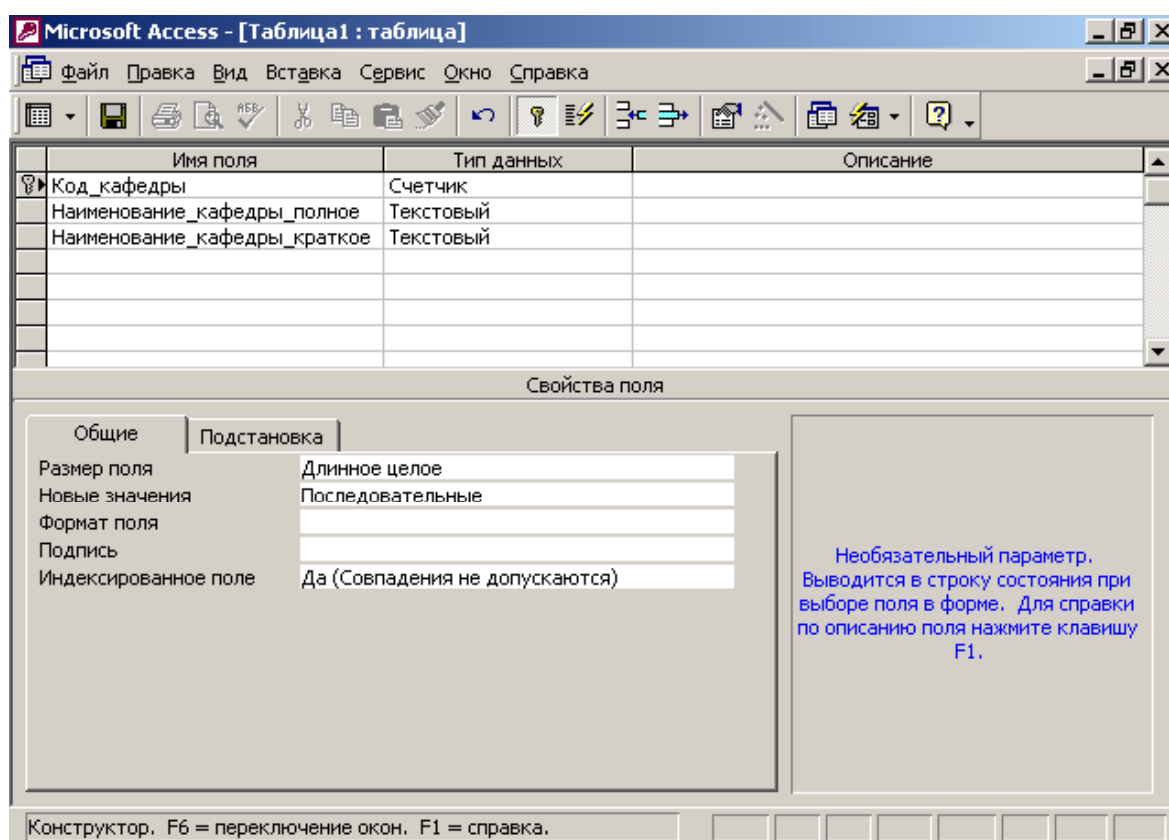 Microsoft Access - [Таблица1 : таблица]
Файл Правка Вид Вставка Сервис Окно Справка
Имя поля Тип данных Описание
Код_кафедры Счетчик
Наименование_кафедры_полное Текстовый
Наименование_кафедры_краткое Текстовый
Свойства поля
Общие Подстановка
Размер поля Длинное целое
Новые значения Последовательные
Формат поля
Подпись
Индексированное поле Да (Совпадения не допускаются)
Необязательный параметр.
Выводится в строку состояния при
выборе поля в форме. Для справки
по описанию поля нажмите клавишу
F1.
Конструктор. F6 = переключение окон. F1 = справка.